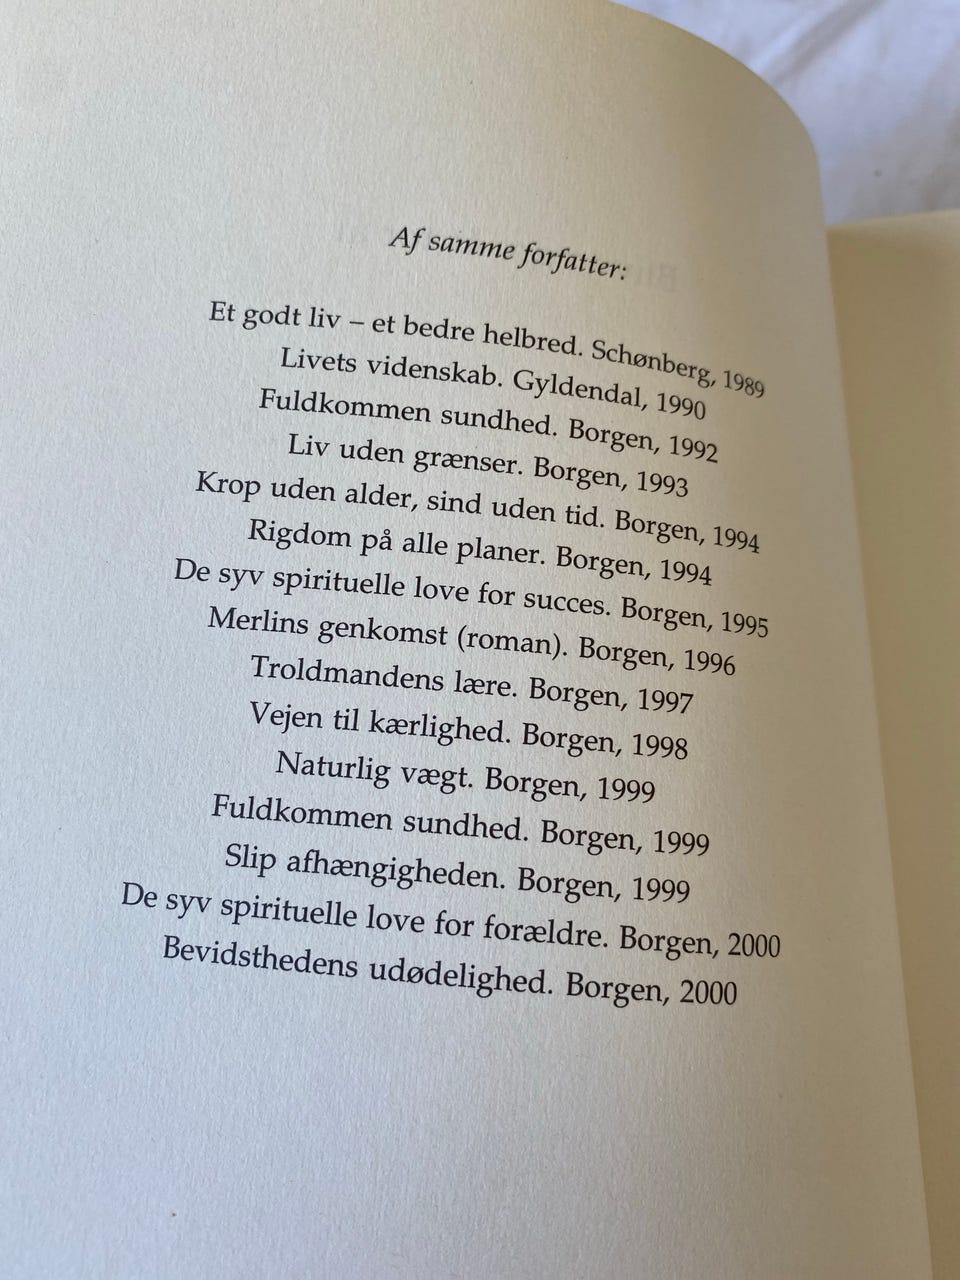 Af samme forfatter:
Et godt liv – et bedre helbred. Schønberg, 1989
Livets videnskab. Gyldendal, 1990
Fuldkommen sundhed. Borgen, 1992
Liv uden grænser. Borgen, 1993
Krop uden alder, sind uden tid. Borgen, 1994
Rigdom på alle planer. Borgen, 1994
De syv spirituelle love for succes. Borgen, 1995
Merlins genkomst (roman). Borgen, 1996
Troldmandens lære. Borgen, 1997
Vejen til kærlighed. Borgen, 1998
Naturlig vægt. Borgen, 1999
Fuldkommen sundhed. Borgen, 1999
Slip afhængigheden. Borgen, 1999
De syv spirituelle love for forældre. Borgen, 2000
Bevidsthedens udødelighed. Borgen, 2000